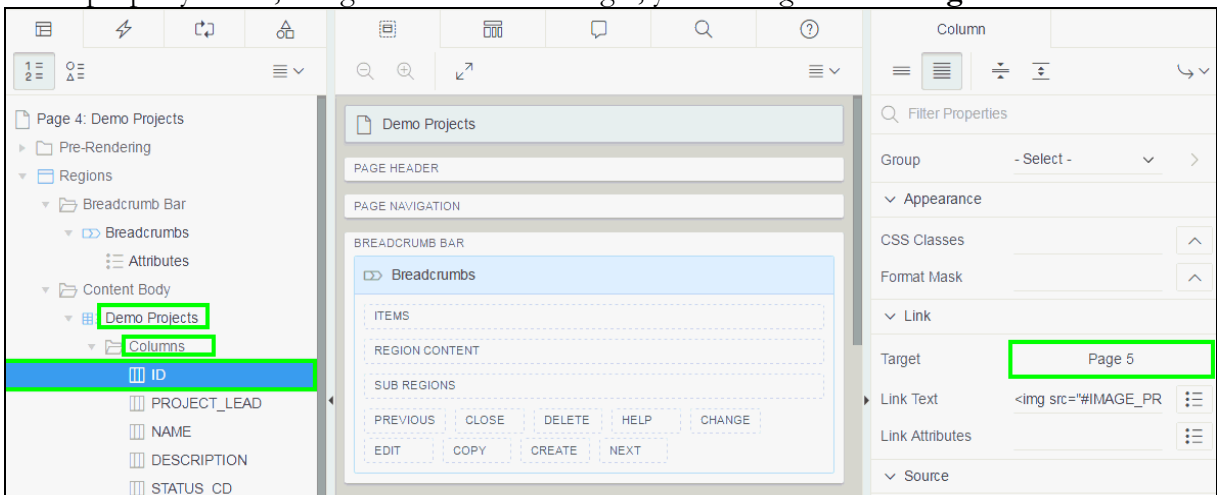 Page 4: Demo Projects
Pre-Rendering
Regions
Breadcrumb Bar
Breadcrumbs
Attributes
Content Body
Demo Projects
Columns
ID
PROJECT_LEAD
NAME
DESCRIPTION
STATUS_CD
Demo Projects
PAGE HEADER
PAGE NAVIGATION
BREADCRUMB BAR
Breadcrumbs
ITEMS
REGION CONTENT
SUB REGIONS
PREVIOUS CLOSE DELETE HELP CHANGE
EDIT COPY CREATE NEXT
Column
Filter Properties
Group - Select -
Appearance
CSS Classes
Format Mask
Link
Target Page 5
Link Text <img src="#IMAGE_PR
Link Attributes
Source